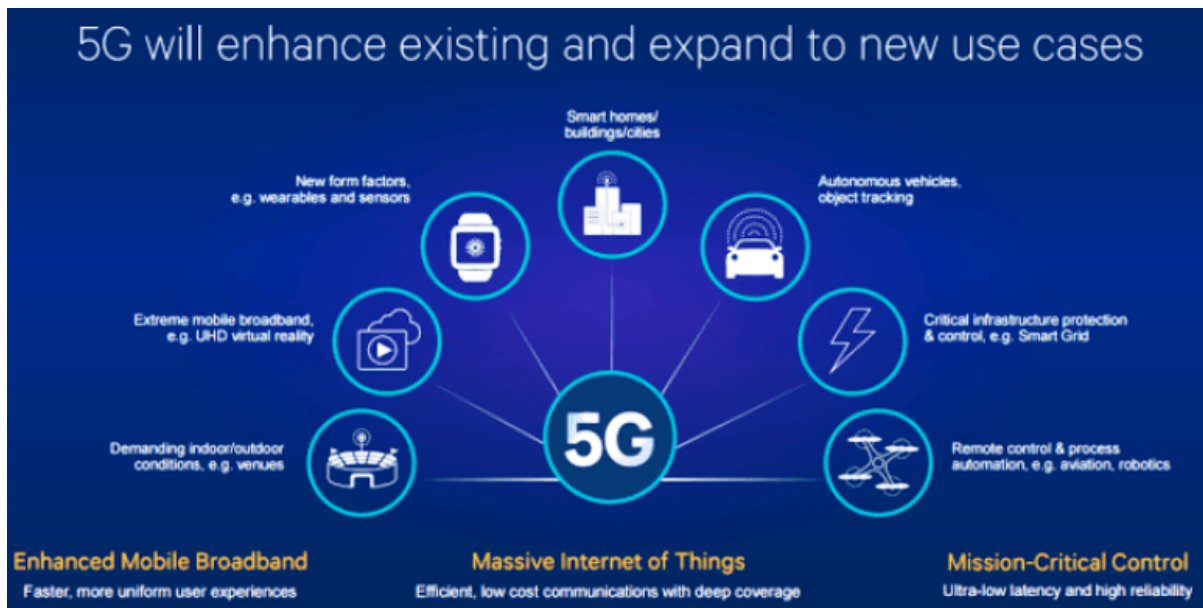 5G will enhance existing and expand to new use cases
Smart homes/
buildings/cities
New form factors,
e.g. wearables and sensors
Autonomous vehicles,
object tracking
Extreme mobile broadband,
e.g. UHD virtual reality
Critical infrastructure protection
& control, e.g. Smart Grid
5G
Demanding indoor/outdoor
conditions, e.g. venues
Remote control & process
automation, e.g. aviation, robotics
Enhanced Mobile Broadband
Faster, more uniform user experiences
Massive Internet of Things
Efficient, low cost communications with deep coverage
Mission-Critical Control
Ultra-low latency and high reliability